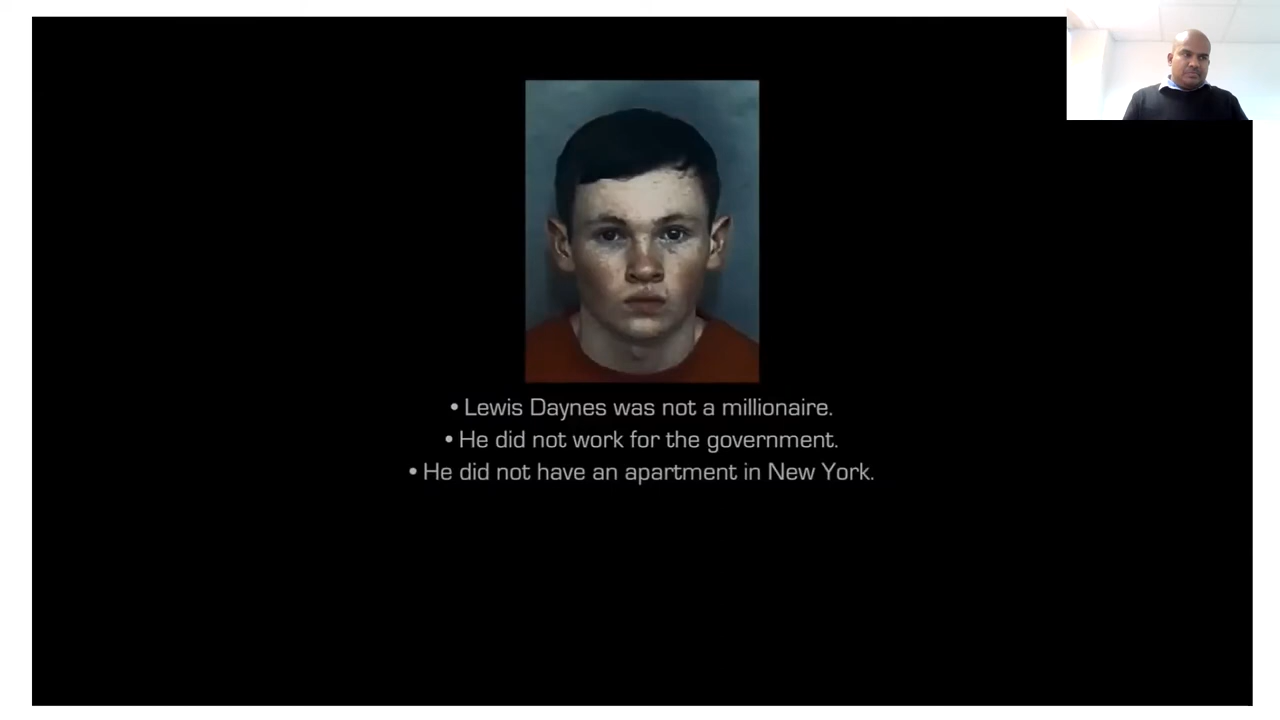 • Lewis Daynes was not a millionaire.
• He did not work for the government.
• He did not have an apartment in New York.